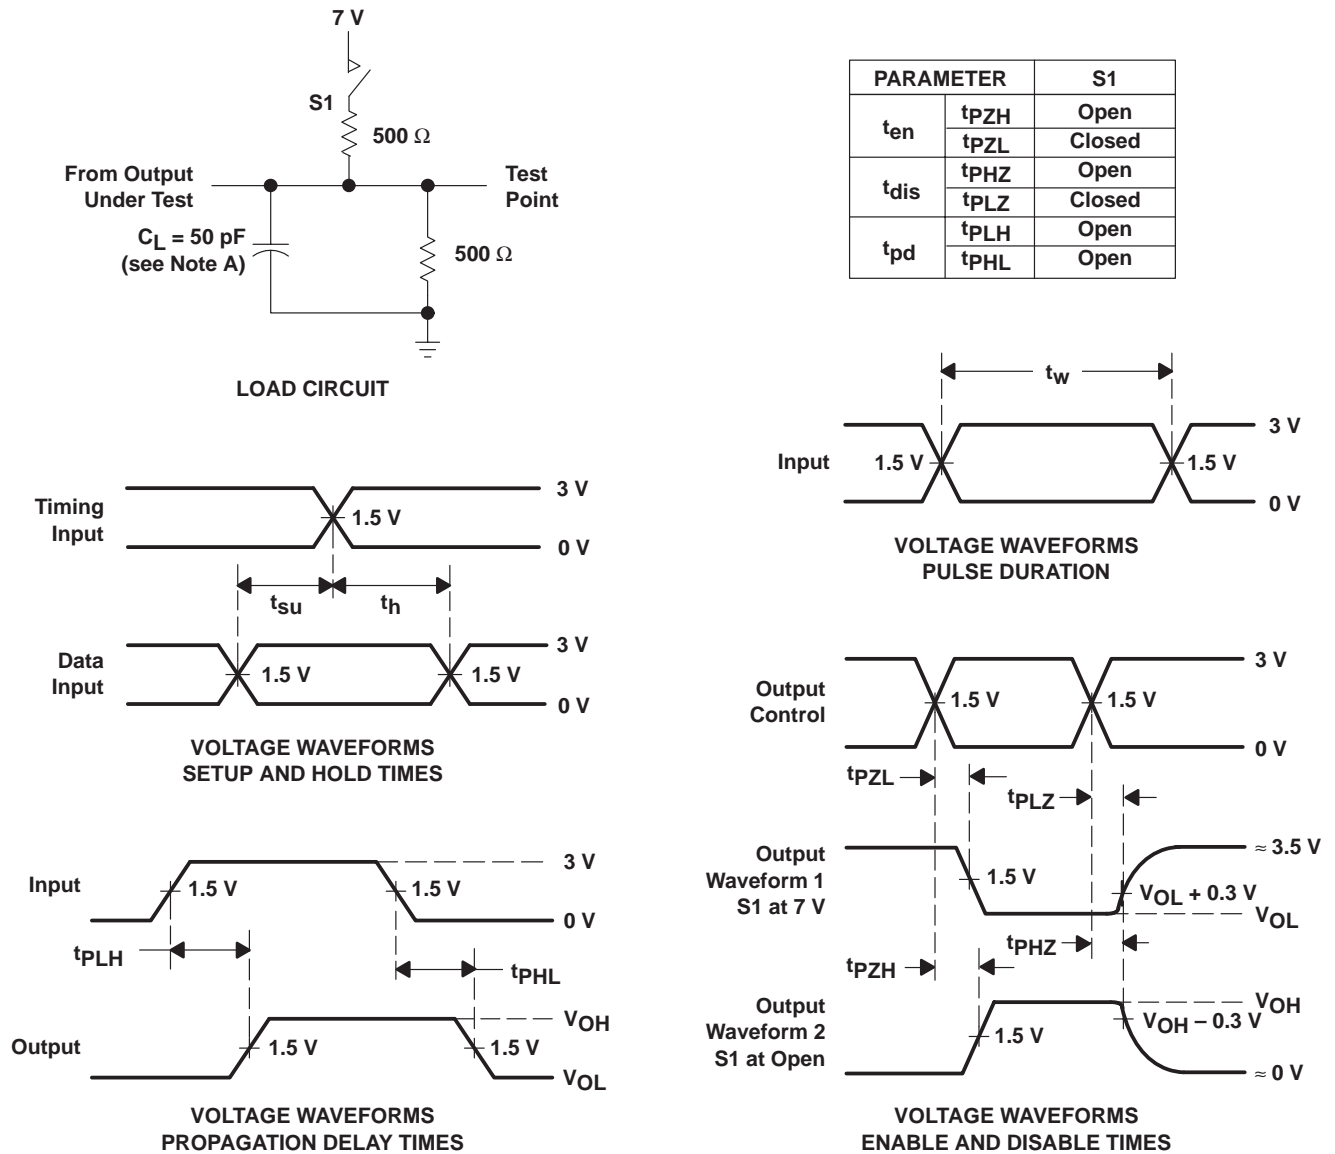 7 V
S1
500 Ω
From Output
Under Test
Test
Point
CL = 50 pF
(see Note A)
500 Ω
LOAD CIRCUIT
PARAMETER S1
ten tPZH Open
tPZL Closed
tdis tPHZ Open
tPLZ Closed
tpd tPLH Open
tPHL Open
tw
3 V
Input 1.5 V 1.5 V
0 V
VOLTAGE WAVEFORMS
PULSE DURATION
3 V
Timing
Input
1.5 V
0 V
tsu th
3 V
Data
Input
1.5 V 1.5 V
0 V
VOLTAGE WAVEFORMS
SETUP AND HOLD TIMES
3 V
Input 1.5 V 1.5 V
0 V
tPLH tPHL
VOH
Output 1.5 V 1.5 V
VOL
VOLTAGE WAVEFORMS
PROPAGATION DELAY TIMES
3 V
Output
Control
1.5 V 1.5 V
0 V
tPZL
tPLZ
≈ 3.5 V
Output
Waveform 1
S1 at 7 V
1.5 V
VOL + 0.3 V
VOL
tPHZ
tPZH
VOH
Output
Waveform 2
S1 at Open
VOH – 0.3 V
1.5 V
≈ 0 V
VOLTAGE WAVEFORMS
ENABLE AND DISABLE TIMES